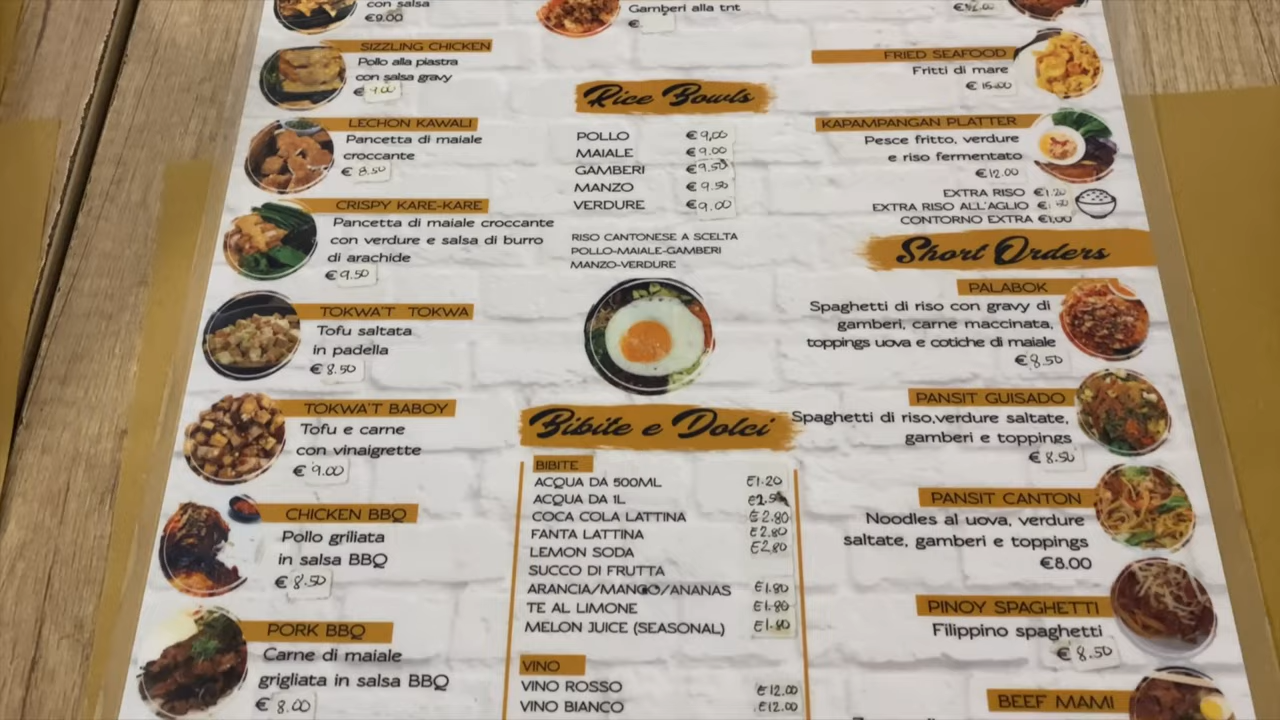 con salsa
€9.00
SIZZLING CHICKEN
Pollo alla piastra
con salsa gravy
€ 9.00
LECHON KAWALI
Pancetta di maiale
croccante
€ 8.50
CRISPY KARE-KARE
Pancetta di maiale croccante
con verdure e salsa di burro
di arachide
€9.50
TOKWA'T TOKWA
Tofu saltata
in padella
€8.50
TOKWA'T BABOY
Tofu e carne
con vinaigrette
€ 9.00
CHICKEN BBQ
Pollo griliata
in salsa BBQ
€ 8.50
PORK BBQ
Carne di maiale
grigliata in salsa BBQ
€ 8.00
Gamberi alla tnt
€
Rice Bowls
POLLO € 9,00
MAIALE € 9.00
GAMBERI €9.50
MANZO € 9.50
VERDURE €9.00
RISO CANTONESE A SCELTA
POLLO-MAIALE-GAMBERI
MANZO-VERDURE
Bibite e Dolci
BIBITE
ACQUA DA 500ML €1.20
ACQUA DA 1L
COCA COLA LATTINA €2.80
FANTA LATTINA €2.80
LEMON SODA €2.80
SUCCO DI FRUTTA
ARANCIA/MANGO/ANANAS €1.80
TE AL LIMONE €1.80
MELON JUICE (SEASONAL) €1.80
VINO
VINO ROSSO €12.00
VINO BIANCO €12.00
FRIED SEAFOOD
Fritti di mare
€ 15.00
KAPAMPANGAN PLATTER
Pesce fritto, verdure
e riso fermentato
€12.00
EXTRA RISO €1.20
EXTRA RISO ALL'AGLIO
CONTORNO EXTRA €1,00
Short Orders
PALABOK
Spaghetti di riso con gravy di
gamberi, carne maccinata,
toppings uova e cotiche di maiale
€8.50
PANSIT GUISADO
Spaghetti di riso,verdure saltate,
gamberi e toppings
€ 8.50
PANSIT CANTON
Noodles al uova, verdure
saltate, gamberi e toppings
€8.00
PINOY SPAGHETTI
Filippino spaghetti
€ 8.50
BEEF MAMI